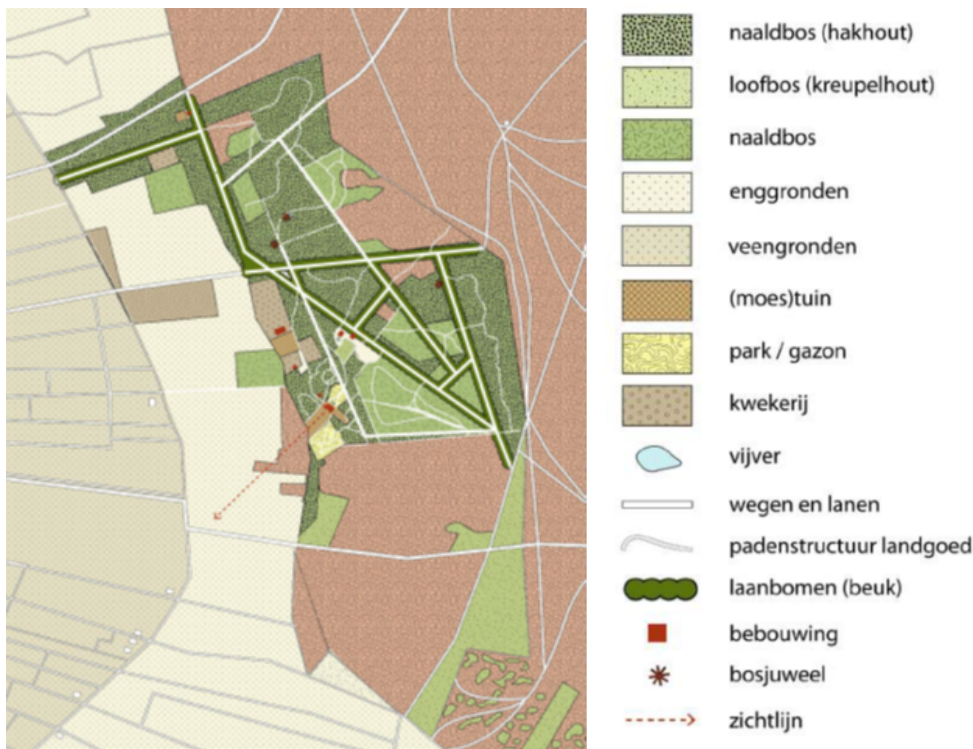 naaldbos (hakhout)
loofbos (kreupelhout)
naaldbos
enggronden
veengronden
(moes)tuin
park / gazon
kwekerij
vijver
wegen en lanen
padenstructuur landgoed
laanbomen (beuk)
bebouwing
bosjuweel
zichtlijn